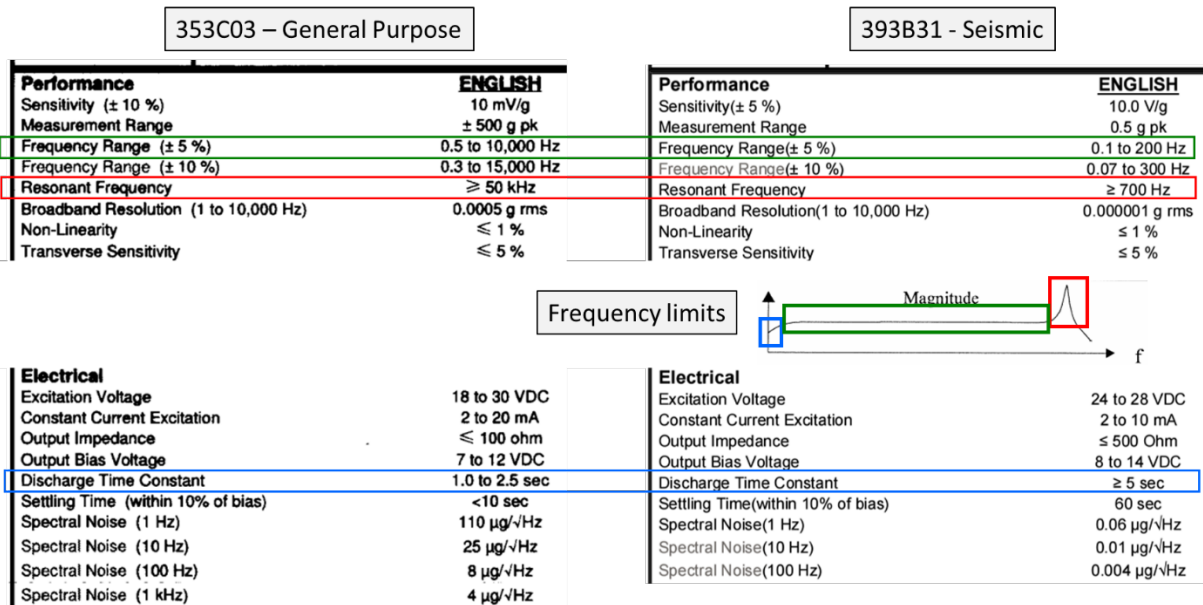 353C03 – General Purpose
393B31 - Seismic
Performance ENGLISH
Sensitivity (± 10 %) 10 mV/g
Measurement Range ± 500 g pk
Frequency Range (± 5 %) 0.5 to 10,000 Hz
Frequency Range (± 10 %) 0.3 to 15,000 Hz
Resonant Frequency ≥ 50 kHz
Broadband Resolution (1 to 10,000 Hz) 0.0005 g rms
Non-Linearity ≤ 1 %
Transverse Sensitivity ≤ 5 %
Performance ENGLISH
Sensitivity(± 5 %) 10.0 V/g
Measurement Range 0.5 g pk
Frequency Range(± 5 %) 0.1 to 200 Hz
Frequency Range(± 10 %) 0.07 to 300 Hz
Resonant Frequency ≥ 700 Hz
Broadband Resolution(1 to 10,000 Hz) 0.000001 g rms
Non-Linearity ≤ 1 %
Transverse Sensitivity ≤ 5 %
Frequency limits
Magnitude
f
Electrical
Excitation Voltage 18 to 30 VDC
Constant Current Excitation 2 to 20 mA
Output Impedance ≤ 100 ohm
Output Bias Voltage 7 to 12 VDC
Discharge Time Constant 1.0 to 2.5 sec
Settling Time (within 10% of bias) <10 sec
Spectral Noise (1 Hz) 110 µg/√Hz
Spectral Noise (10 Hz) 25 µg/√Hz
Spectral Noise (100 Hz) 8 µg/√Hz
Spectral Noise (1 kHz) 4 µg/√Hz
Electrical
Excitation Voltage 24 to 28 VDC
Constant Current Excitation 2 to 10 mA
Output Impedance ≤ 500 Ohm
Output Bias Voltage 8 to 14 VDC
Discharge Time Constant ≥ 5 sec
Settling Time(within 10% of bias) 60 sec
Spectral Noise(1 Hz) 0.06 µg/√Hz
Spectral Noise(10 Hz) 0.01 µg/√Hz
Spectral Noise(100 Hz) 0.004 µg/√Hz